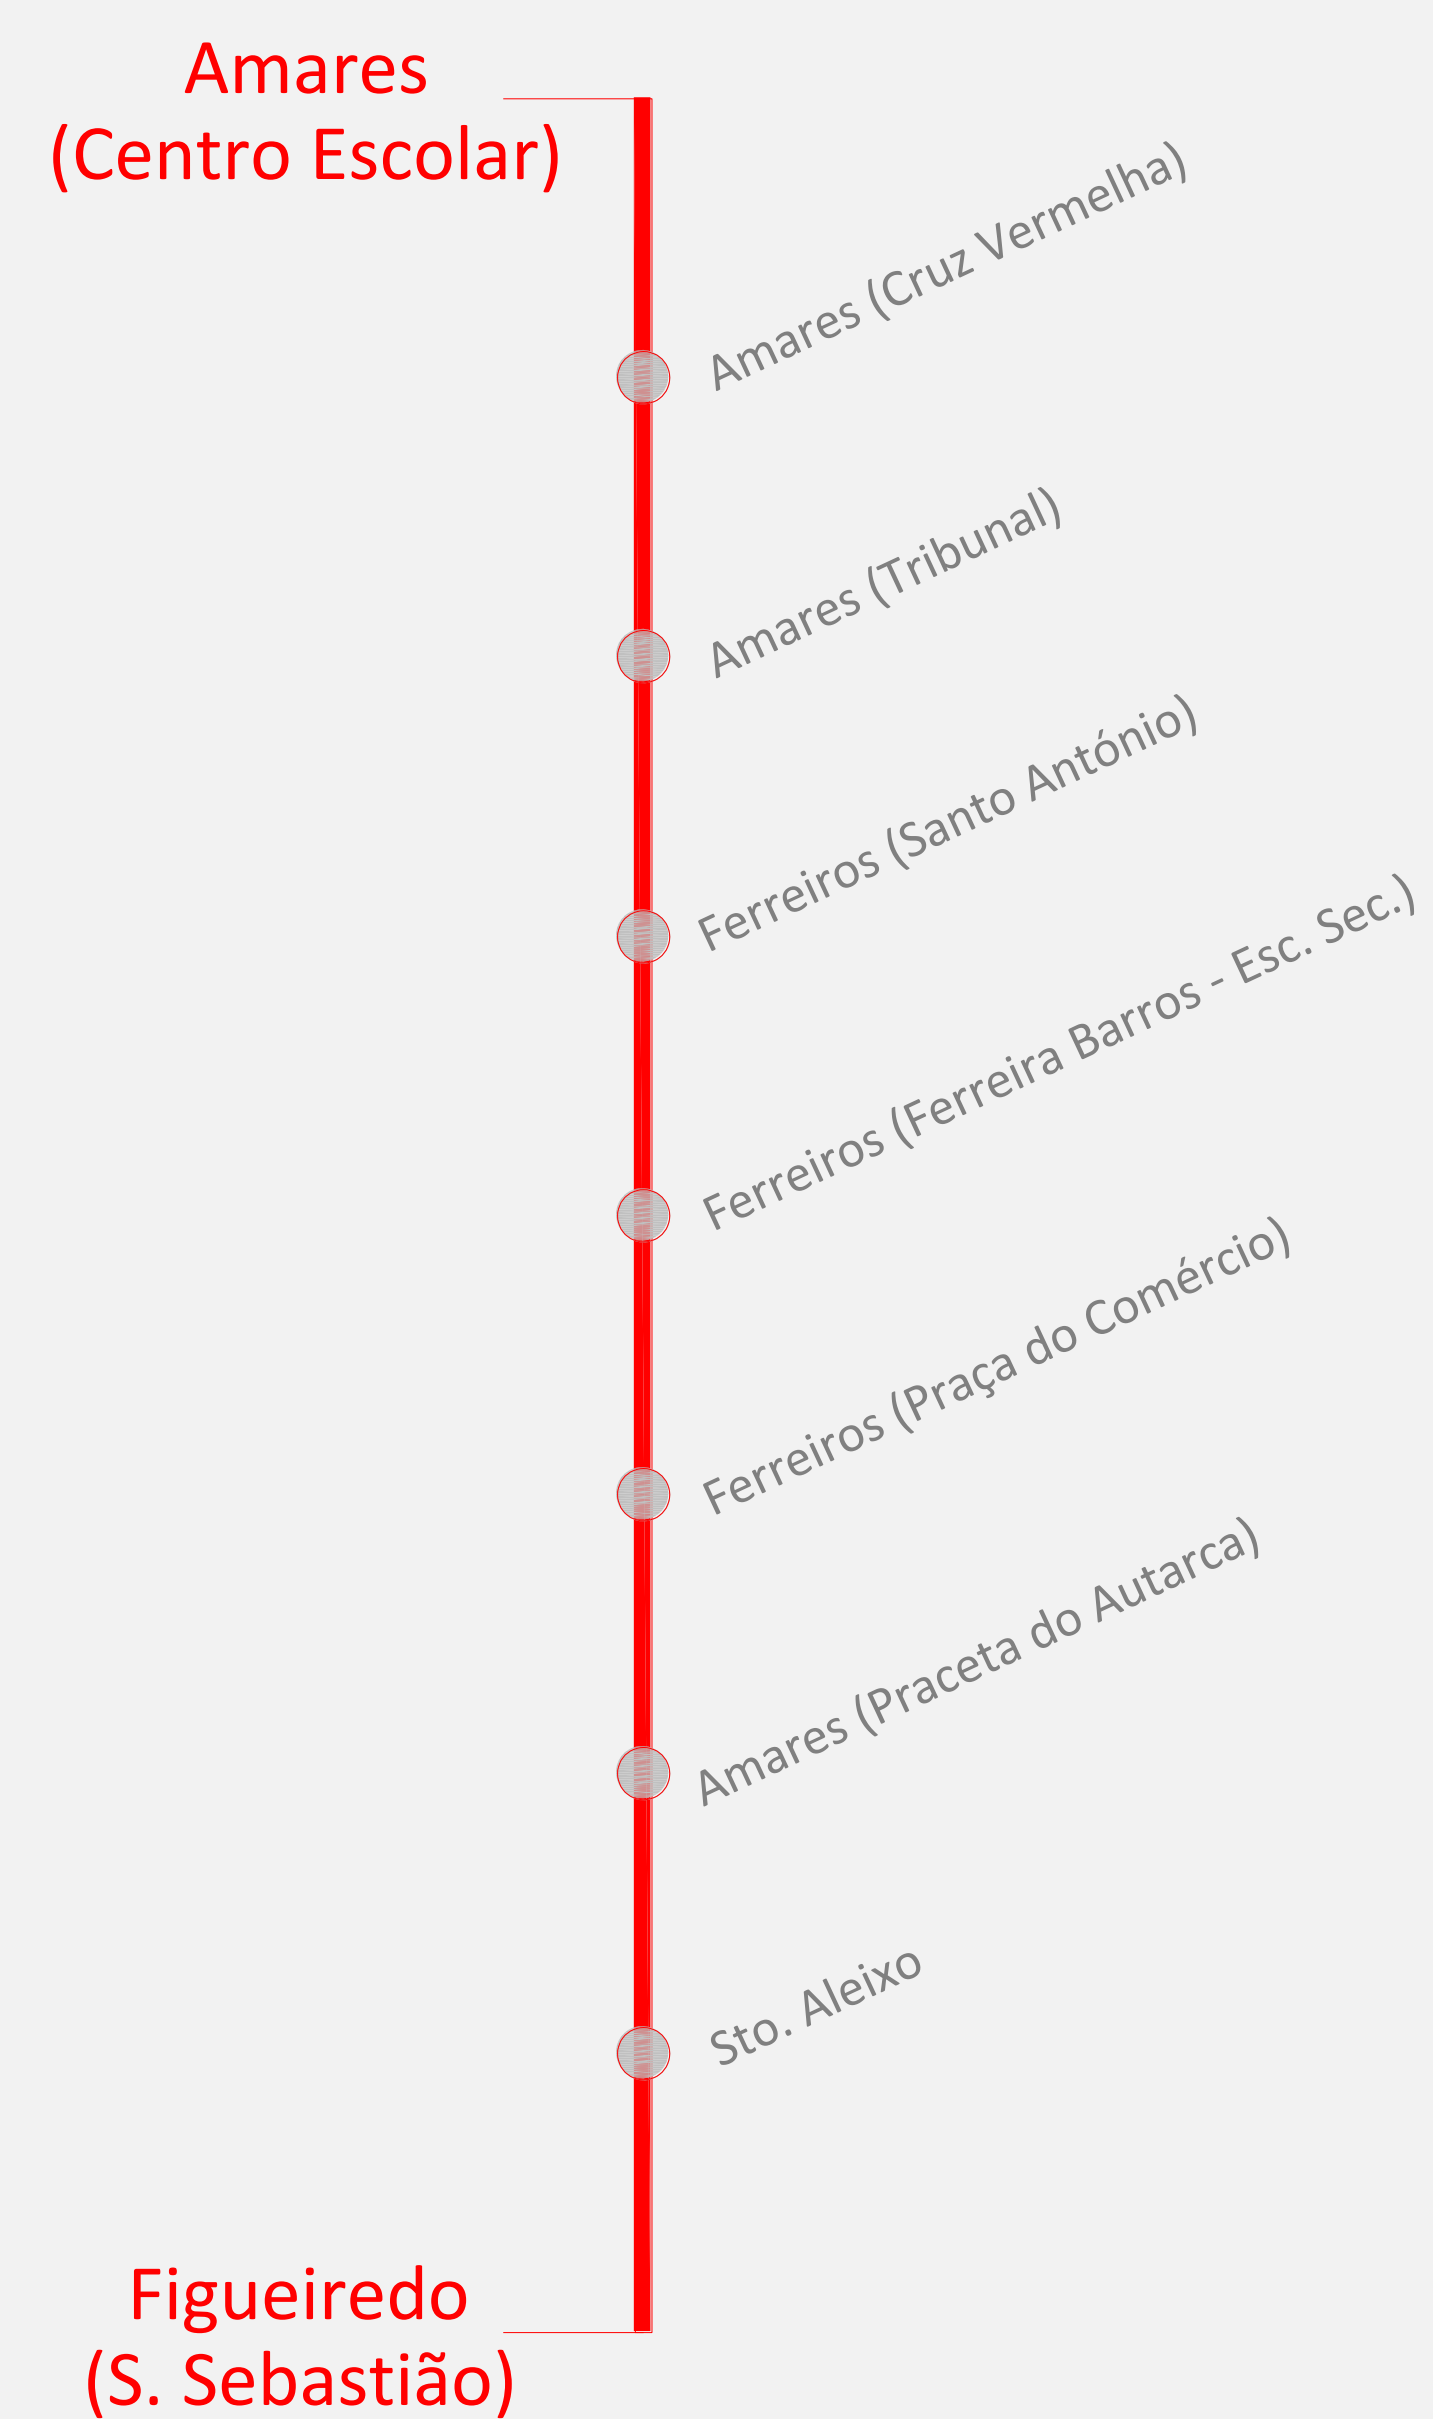 Amares
(Centro Escolar)
Amares (Cruz Vermelha)
Amares (Tribunal)
Ferreiros (Santo António)
Ferreiros (Ferreira Barros - Esc. Sec.)
Ferreiros (Praça do Comércio)
Amares (Praceta do Autarca)
Sto. Aleixo
Figueiredo
(S. Sebastião)